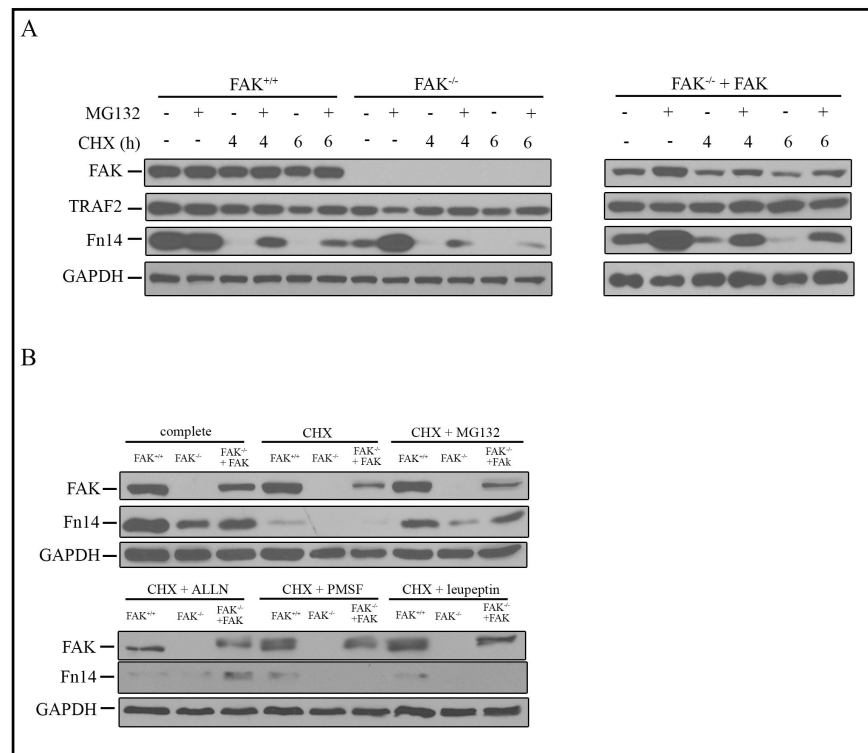 A
FAK+/+ FAK-/- FAK-/- + FAK
MG132 - + - + - + - + - + - + - + - + - +
CHX (h) - - 4 4 6 6 - - 4 4 6 6 - - 4 4 6 6
FAK
TRAF2
Fn14
GAPDH
B
complete CHX CHX + MG132
FAK+/+ FAK-/- FAK-/- + FAK FAK+/+ FAK-/- FAK-/- + FAK FAK+/+ FAK-/- FAK-/- +FAk
FAK
Fn14
GAPDH
CHX + ALLN CHX + PMSF CHX + leupeptin
FAK+/+ FAK-/- FAK-/- +FAK FAK+/+ FAK-/- FAK-/- +FAK FAK+/+ FAK-/- FAK-/- +FAK
FAK
Fn14
GAPDH